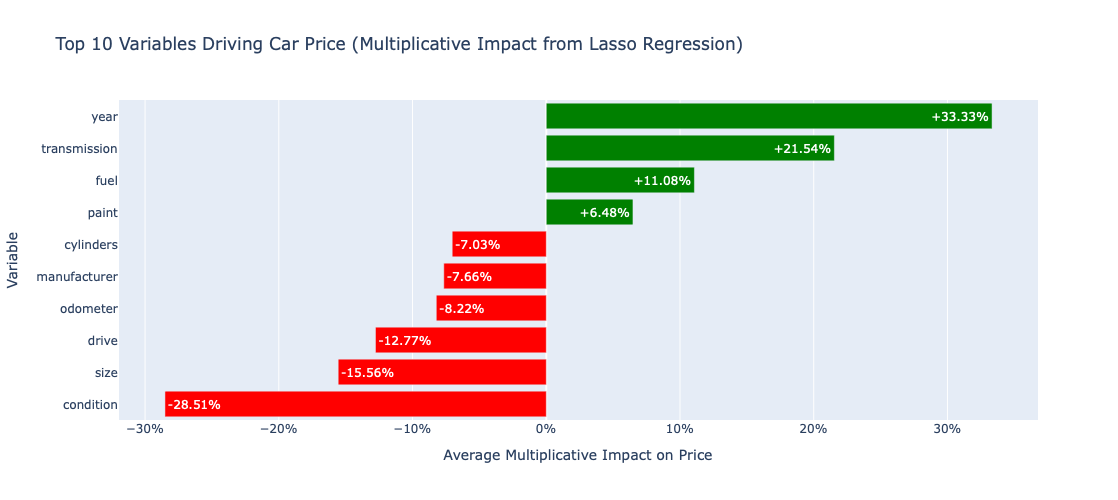 Top 10 Variables Driving Car Price (Multiplicative Impact from Lasso Regression)
Variable
year +33.33%
transmission +21.54%
fuel +11.08%
paint +6.48%
cylinders -7.03%
manufacturer -7.66%
odometer -8.22%
drive -12.77%
size -15.56%
condition -28.51%
−30% −20% −10% 0% 10% 20% 30%
Average Multiplicative Impact on Price